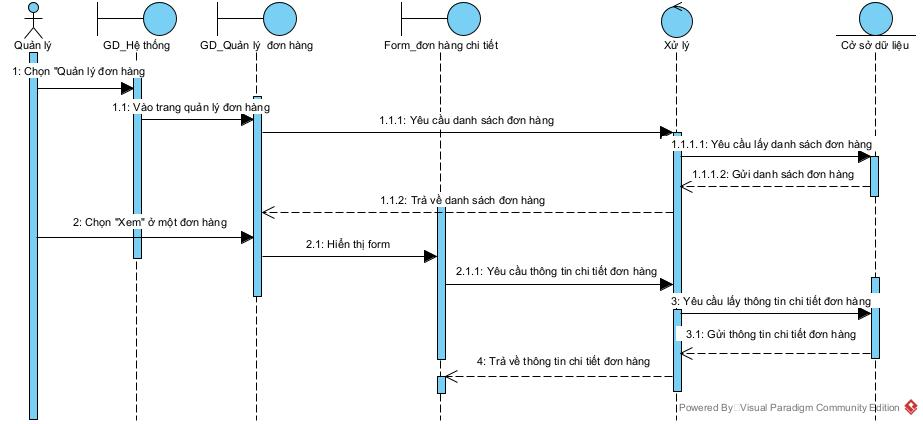 Quản lý
GD_Hệ thống
GD_Quản lý đơn hàng
Form_đơn hàng chi tiết
Xử lý
Cở sở dữ liệu
1: Chọn "Quản lý đơn hàng
1.1: Vào trang quản lý đơn hàng
1.1.1: Yêu cầu danh sách đơn hàng
1.1.1.1: Yêu cầu lấy danh sách đơn hàng
1.1.1.2: Gửi danh sách đơn hàng
1.1.2: Trả về danh sách đơn hàng
2: Chọn "Xem" ở một đơn hàng
2.1: Hiển thị form
2.1.1: Yêu cầu thông tin chi tiết đơn hàng
3: Yêu cầu lấy thông tin chi tiết đơn hàng
3.1: Gửi thông tin chi tiết đơn hàng
4: Trả về thông tin chi tiết đơn hàng
Powered By Visual Paradigm Community Edition